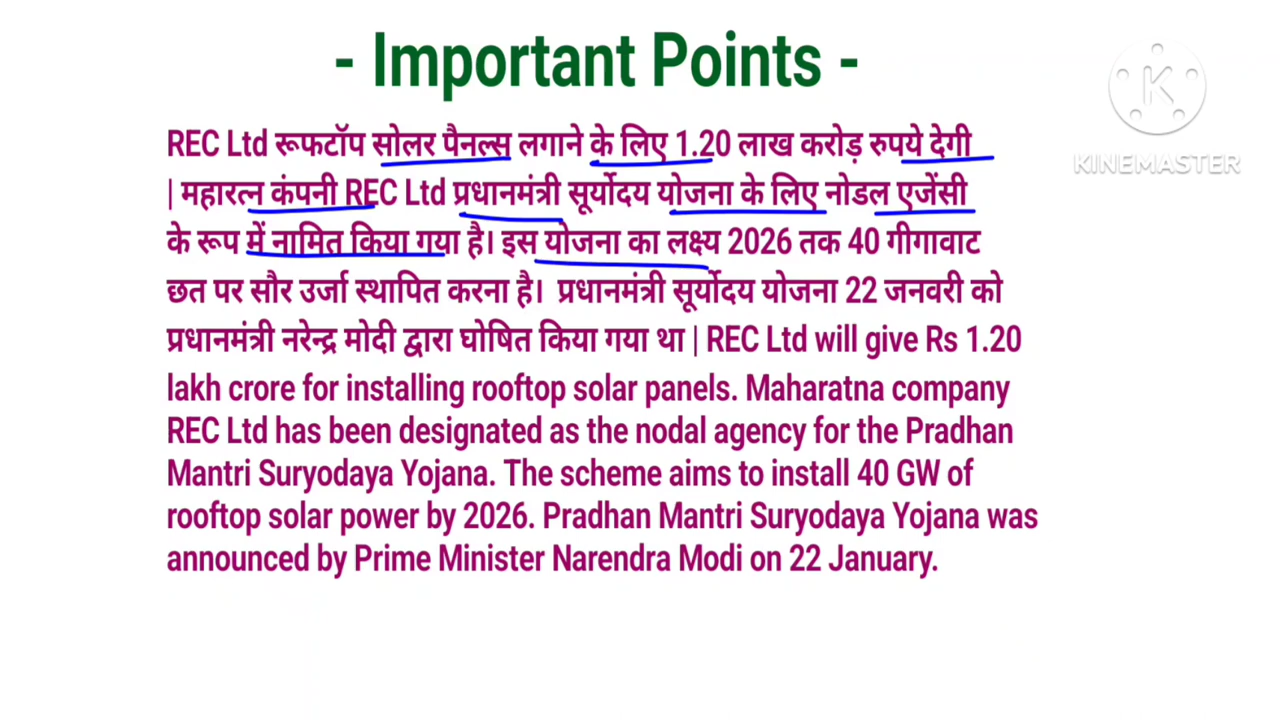 - Important Points -
K
KINEMASTER
REC Ltd रूफटॉप सोलर पैनल्स लगाने के लिए 1.20 लाख करोड़ रुपये देगी
| महारत्न कंपनी REC Ltd प्रधानमंत्री सूर्योदय योजना के लिए नोडल एजेंसी
के रूप में नामित किया गया है। इस योजना का लक्ष्य 2026 तक 40 गीगावाट
छत पर सौर उर्जा स्थापित करना है। प्रधानमंत्री सूर्योदय योजना 22 जनवरी को
प्रधानमंत्री नरेन्द्र मोदी द्वारा घोषित किया गया था | REC Ltd will give Rs 1.20
lakh crore for installing rooftop solar panels. Maharatna company
REC Ltd has been designated as the nodal agency for the Pradhan
Mantri Suryodaya Yojana. The scheme aims to install 40 GW of
rooftop solar power by 2026. Pradhan Mantri Suryodaya Yojana was
announced by Prime Minister Narendra Modi on 22 January.